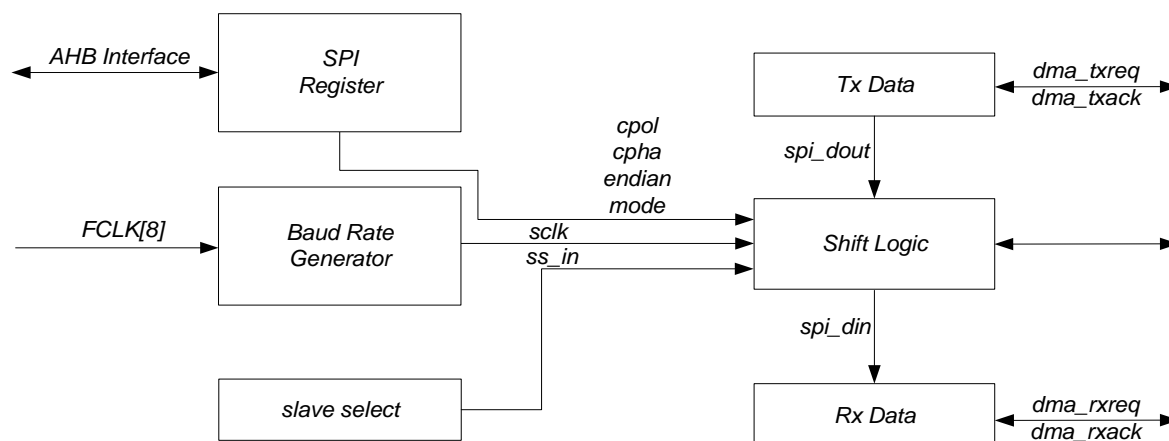 AHB Interface
SPI
Register
Tx Data
dma_txreq
dma_txack
cpol
cpha
endian
mode
spi_dout
FCLK[8]
Baud Rate
Generator
sclk
ss_in
Shift Logic
spi_din
slave select
Rx Data
dma_rxreq
dma_rxack